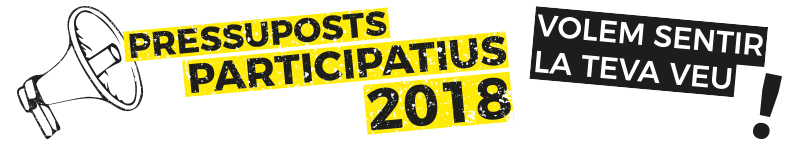 PRESSUPOSTS
PARTICIPATIUS
2018
VOLEM SENTIR
LA TEVA VEU
!